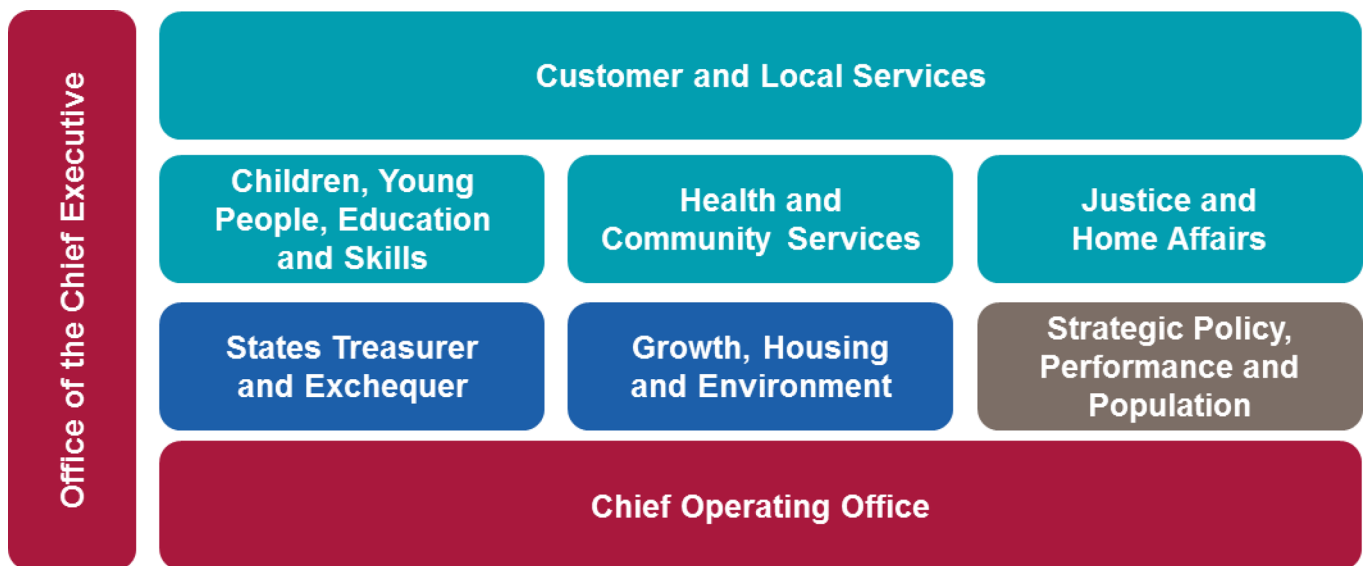 Office of the Chief Executive
Customer and Local Services
Children, Young
People, Education
and Skills
Health and
Community Services
Justice and
Home Affairs
States Treasurer
and Exchequer
Growth, Housing
and Environment
Strategic Policy,
Performance and
Population
Chief Operating Office